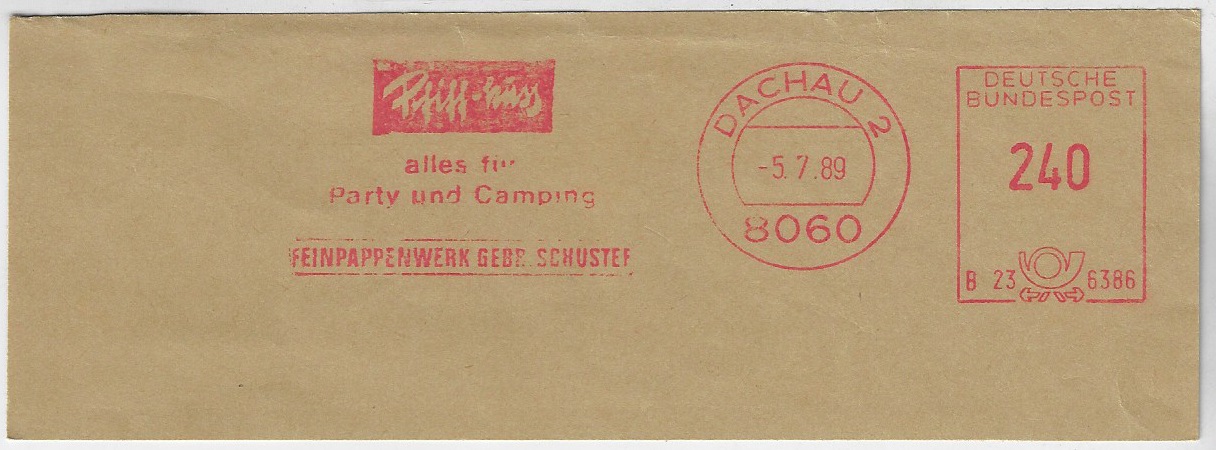 Pfiff-
alles für
Party und Camping
FEINPAPPENWERK GEBR. SCHUSTER
DACHAU 2
-5.7.89
8060
DEUTSCHE
BUNDESPOST
240
B 23 6386